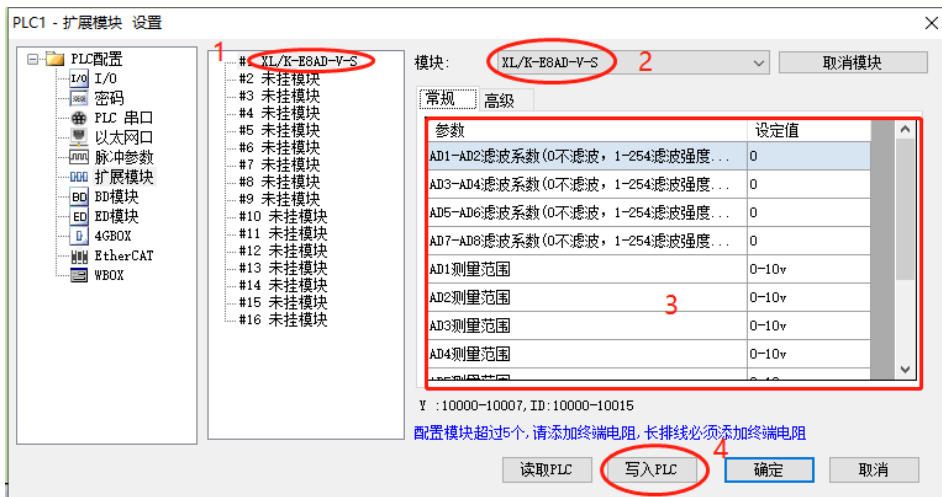 PLC1 - 扩展模块 设置
PLC配置
I/O I/O
密码
PLC 串口
以太网口
脉冲参数
扩展模块
BD BD模块
ED ED模块
4GBOX
EtherCAT
WBOX
1
#1 XL/K-E8AD-V-S
#2 未挂模块
#3 未挂模块
#4 未挂模块
#5 未挂模块
#6 未挂模块
#7 未挂模块
#8 未挂模块
#9 未挂模块
#10 未挂模块
#11 未挂模块
#12 未挂模块
#13 未挂模块
#14 未挂模块
#15 未挂模块
#16 未挂模块
模块: XL/K-E8AD-V-S 2 取消模块
常规 高级
参数 设定值
AD1-AD2滤波系数(0不滤波，1-254滤波强度... 0
AD3-AD4滤波系数(0不滤波，1-254滤波强度... 0
AD5-AD6滤波系数(0不滤波，1-254滤波强度... 0
AD7-AD8滤波系数(0不滤波，1-254滤波强度... 0
AD1测量范围 0-10v
AD2测量范围 0-10v
AD3测量范围 0-10v
3
AD4测量范围 0-10v
Y :10000-10007,ID:10000-10015
配置模块超过5个,请添加终端电阻,长排线必须添加终端电阻
4
读取PLC 写入PLC 确定 取消